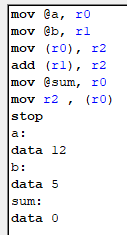 mov @a, r0
mov @b, r1
mov (r0), r2
add (r1), r2
mov @sum, r0
mov r2 , (r0)
stop
a:
data 12
b:
data 5
sum:
data 0